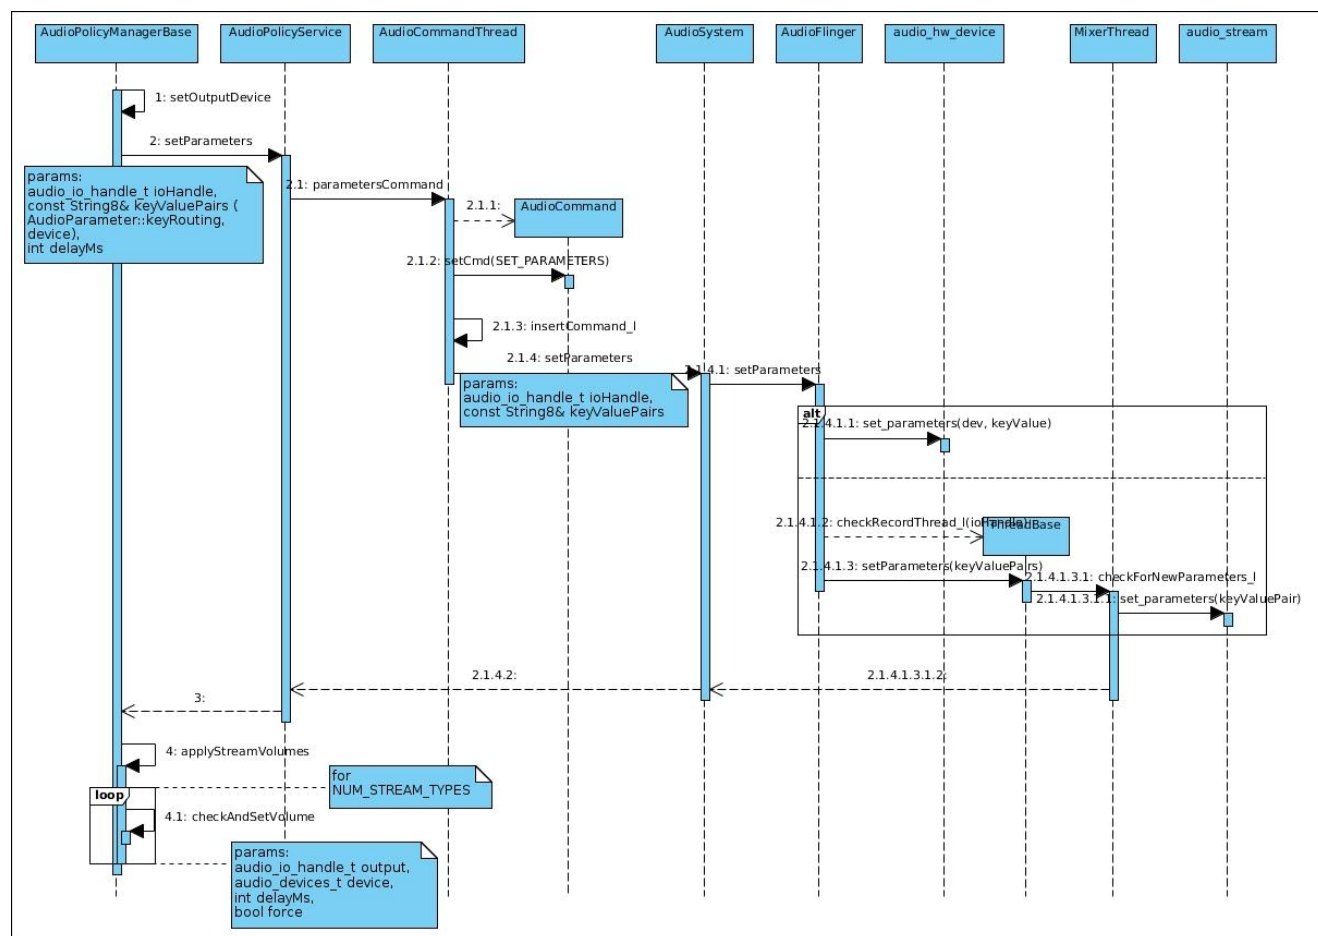 AudioPolicyManagerBase
AudioPolicyService
AudioCommandThread
AudioSystem
AudioFlinger
audio_hw_device
MixerThread
audio_stream
1: setOutputDevice
2: setParameters
params:
audio_io_handle_t ioHandle,
const String8& keyValuePairs (
AudioParameter::keyRouting,
device),
int delayMs
2.1: parametersCommand
2.1.1:
AudioCommand
2.1.2: setCmd(SET_PARAMETERS)
2.1.3: insertCommand_l
2.1.4: setParameters
params:
audio_io_handle_t ioHandle,
const String8& keyValuePairs
2.1.4.1: setParameters
alt
2.1.4.1.1: set_parameters(dev, keyValue)
2.1.4.1.2: checkRecordThread_l(ioHandle)
ThreadBase
2.1.4.1.3: setParameters(keyValuePairs)
2.1.4.1.3.1: checkForNewParameters_l
2.1.4.1.3.1.1: set_parameters(keyValuePair)
2.1.4.1.3.1.2:
2.1.4.2:
3:
4: applyStreamVolumes
for
NUM_STREAM_TYPES
loop
4.1: checkAndSetVolume
params:
audio_io_handle_t output,
audio_devices_t device,
int delayMs,
bool force